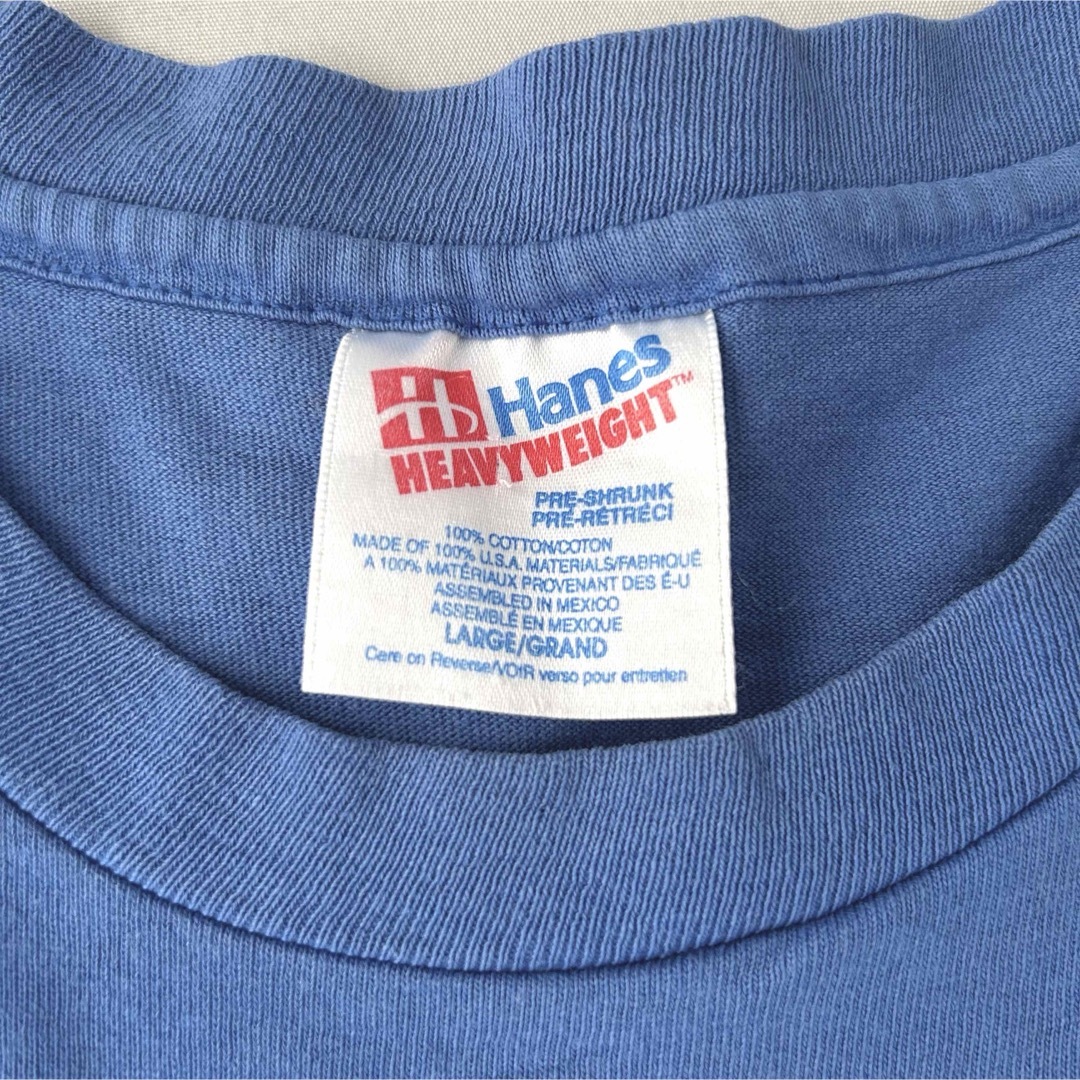 Hanes
HEAVYWEIGHT™
PRE-SHRUNK
PRÉ-RÉTRÉCI
100% COTTON/COTON
MADE OF 100% U.S.A. MATERIALS/FABRIQUÉ
A 100% MATÉRIAUX PROVENANT DES É-U
ASSEMBLED IN MEXICO
ASSEMBLÉ EN MEXIQUE
LARGE/GRAND
Care on Reverse/VOIR verso pour entretien